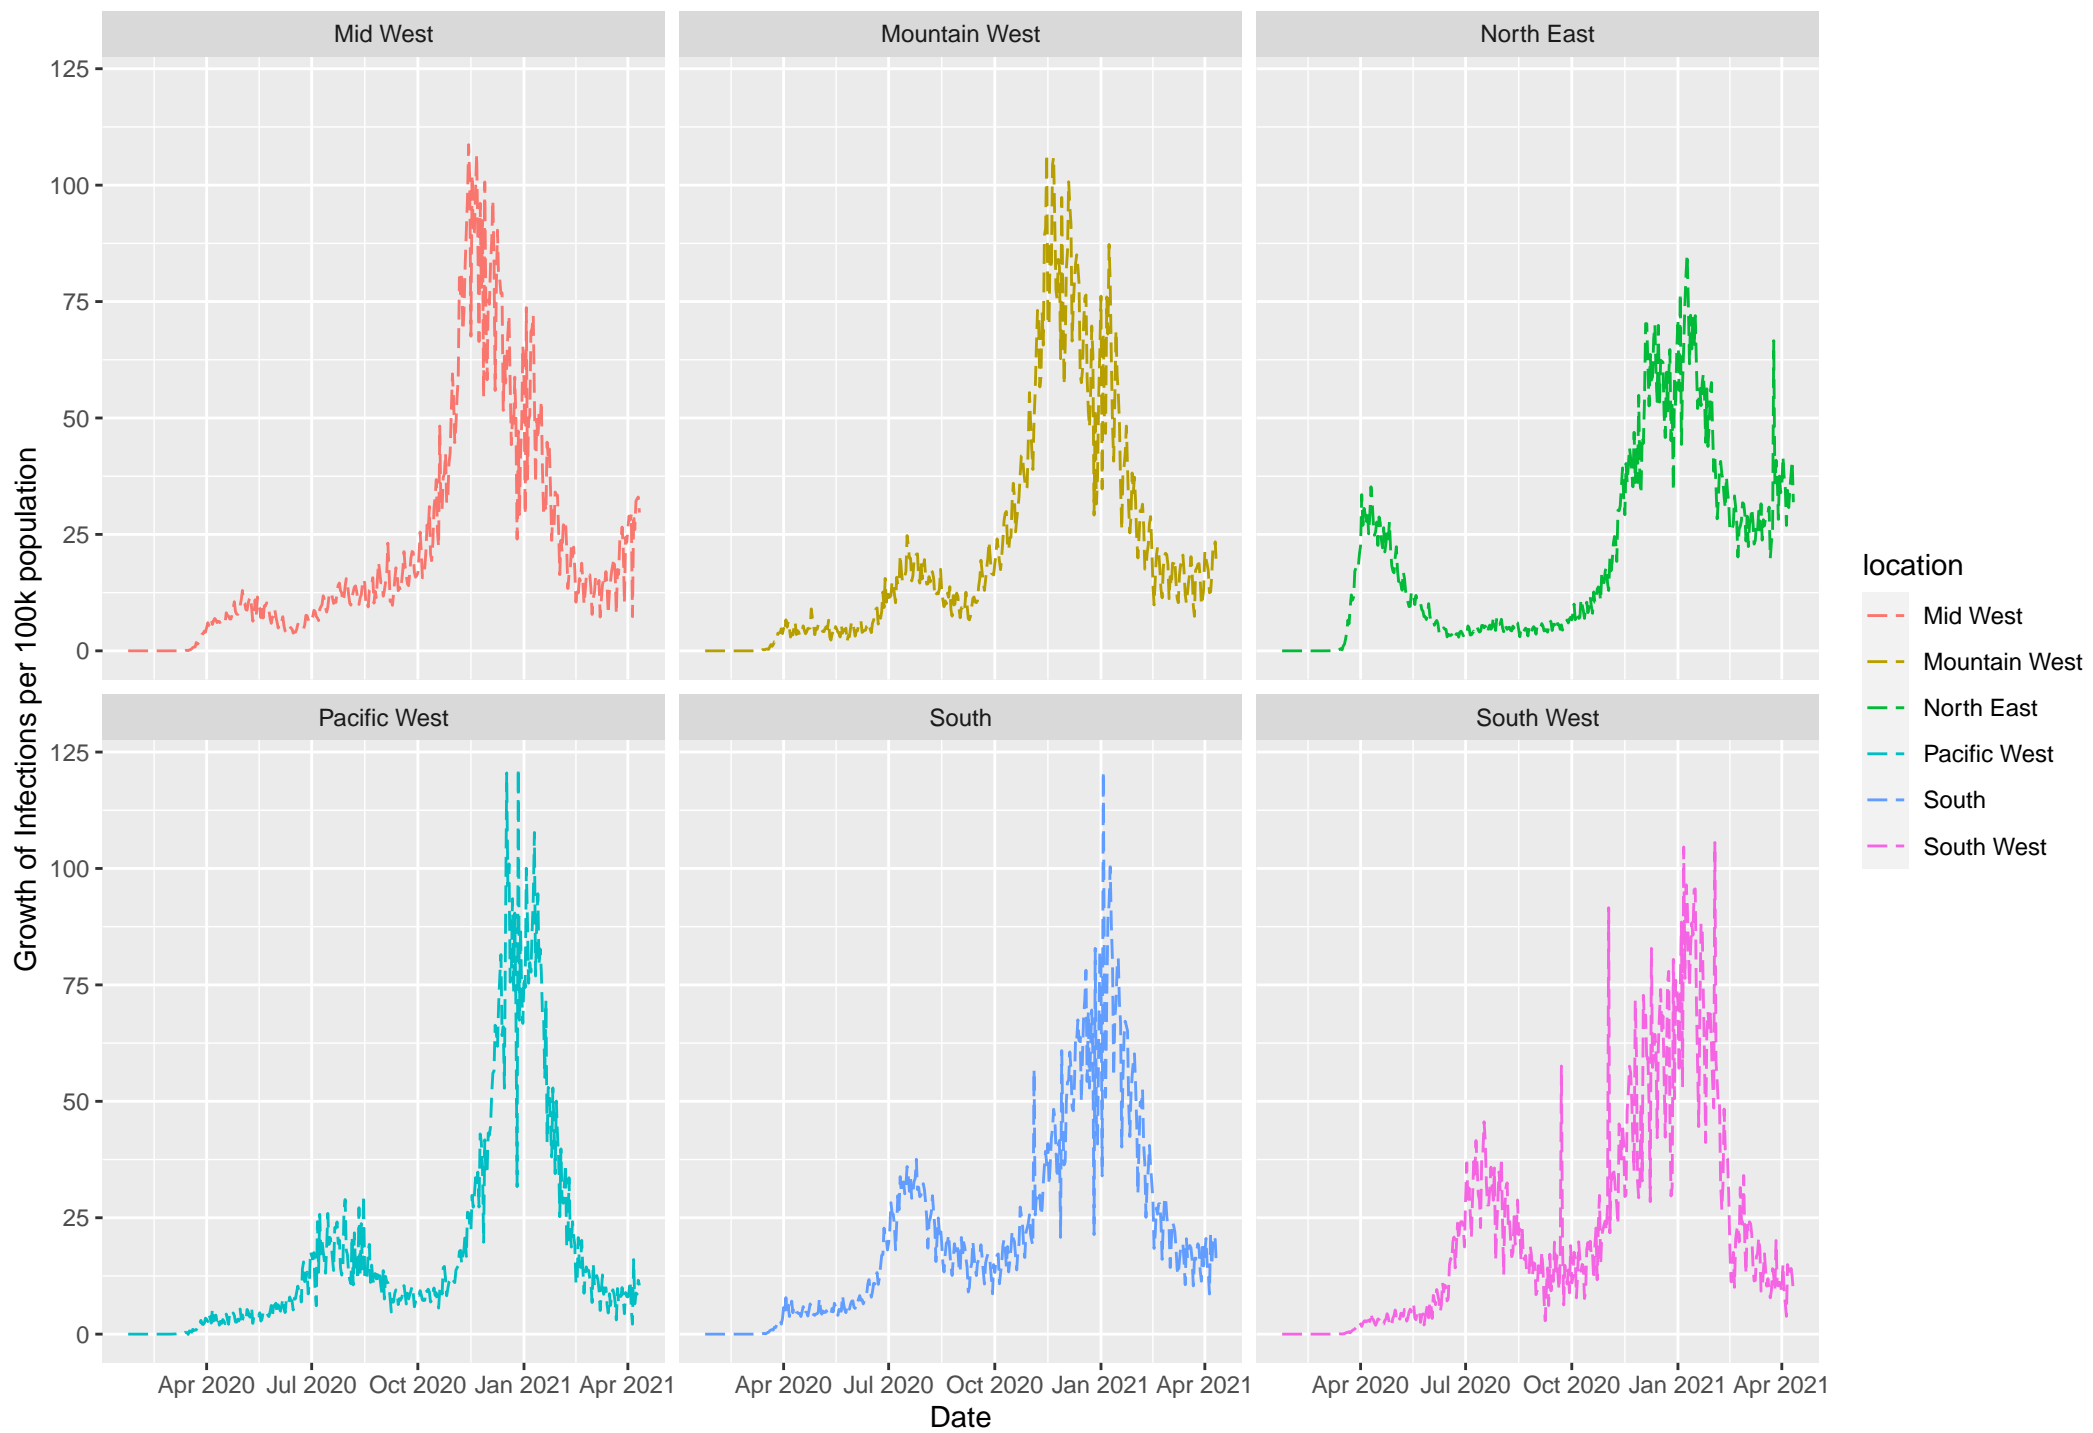 Mid West
Mountain West
North East
125
100
75
50
25
0
Pacific West
South
South West
125
100
75
50
25
0
Apr 2020 Jul 2020 Oct 2020 Jan 2021 Apr 2021
Apr 2020 Jul 2020 Oct 2020 Jan 2021 Apr 2021
Apr 2020 Jul 2020 Oct 2020 Jan 2021 Apr 2021
Date
Growth of Infections per 100k population
location
Mid West
Mountain West
North East
Pacific West
South
South West